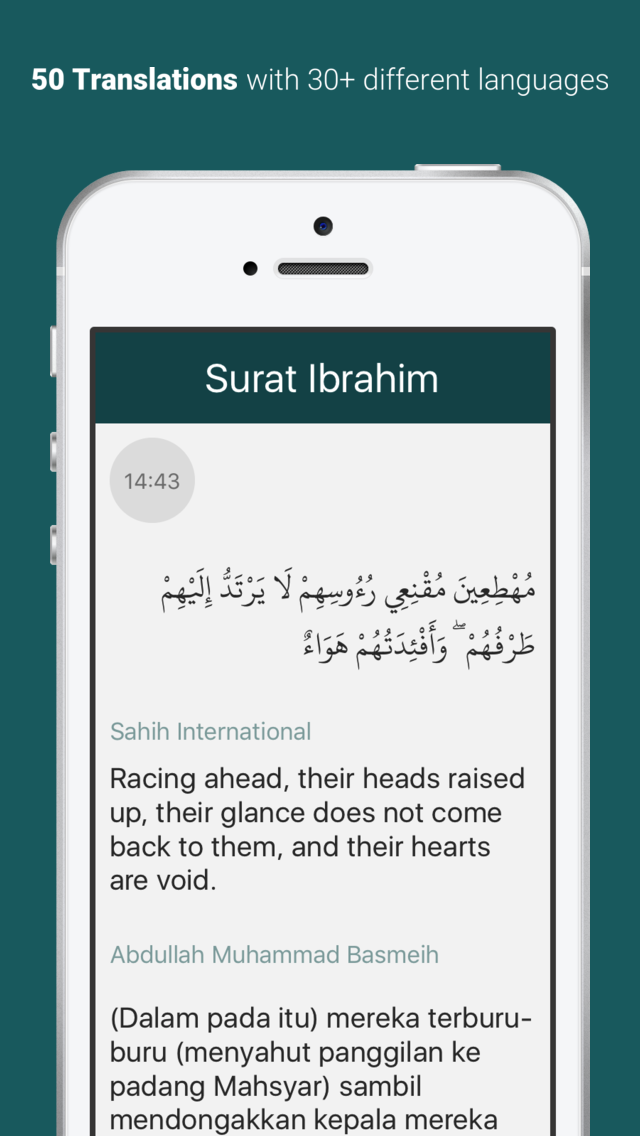 50 Translations with 30+ different languages
Surat Ibrahim
14:43
مُهْطِعِينَ مُقْنِعِي رُءُوسِهِمْ لَا يَرْتَدُّ إِلَيْهِمْ
طَرْفُهُمْ ۖ وَأَفْئِدَتُهُمْ هَوَاءٌ
Sahih International
Racing ahead, their heads raised
up, their glance does not come
back to them, and their hearts
are void.
Abdullah Muhammad Basmeih
(Dalam pada itu) mereka terburu-
buru (menyahut panggilan ke
padang Mahsyar) sambil
mendongakkan kepala mereka